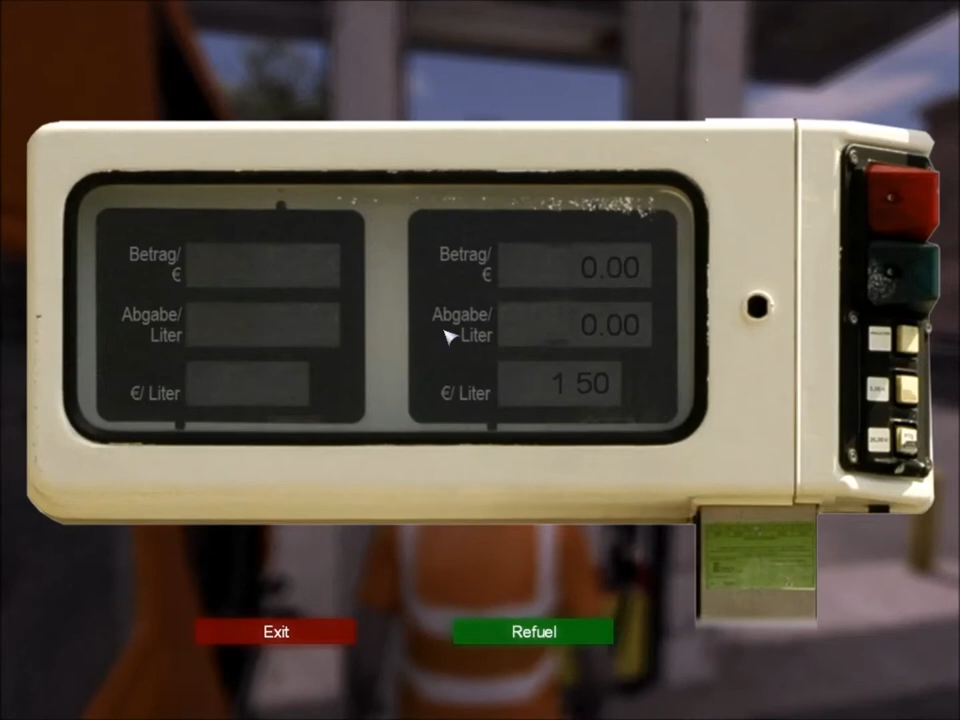 Betrag/
€
Abgabe/
Liter
€/ Liter
Betrag/
€
0.00
Abgabe/
Liter
0.00
€/ Liter
1 50
Exit
Refuel